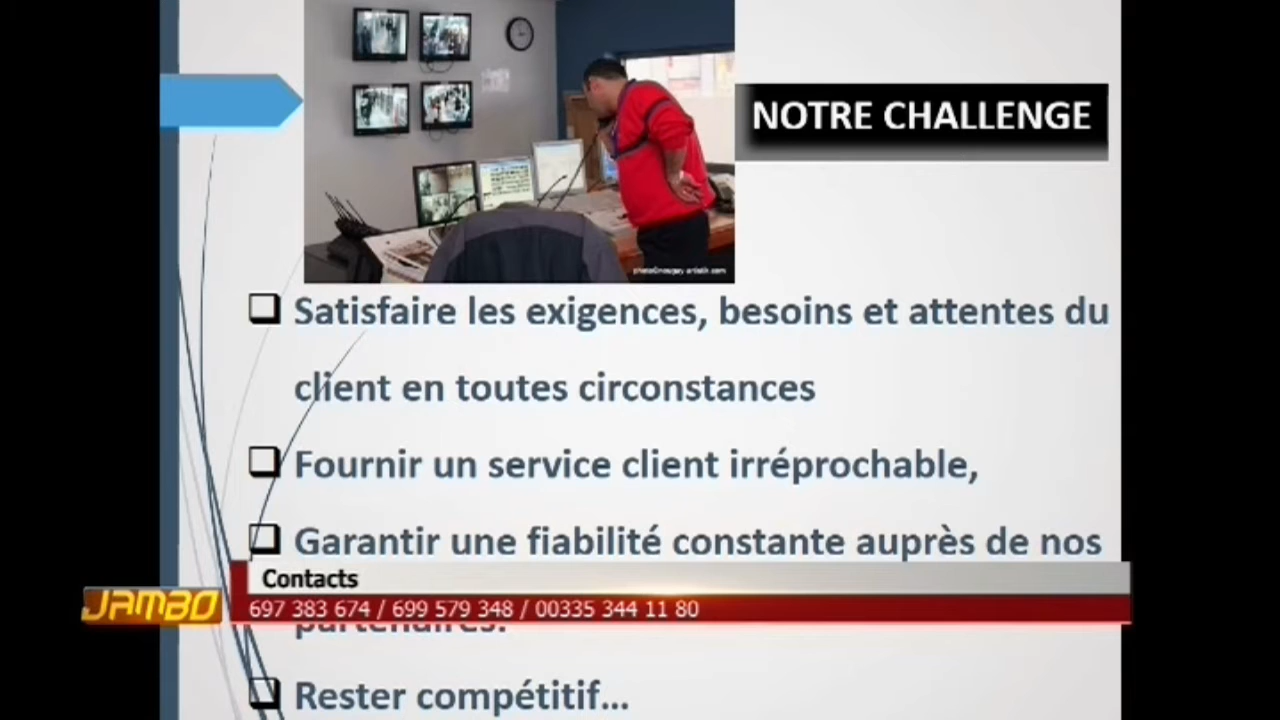 NOTRE CHALLENGE
Satisfaire les exigences, besoins et attentes du
client en toutes circonstances
Fournir un service client irréprochable,
Garantir une fiabilité constante auprès de nos
partenaires.
Rester compétitif...
Contacts
JAMBO
697 383 674 / 699 579 348 / 00335 344 11 80